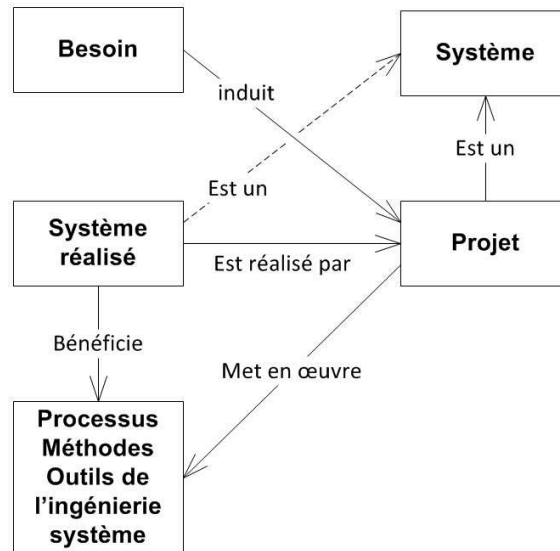 Besoin
Système
induit
Est un
Est un
Système
réalisé
Est réalisé par
Projet
Bénéficie
Met en œuvre
Processus
Méthodes
Outils de
l’ingénierie
système